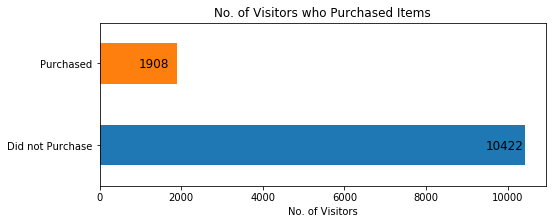 No. of Visitors who Purchased Items
Purchased
1908
Did not Purchase
10422
0 2000 4000 6000 8000 10000
No. of Visitors